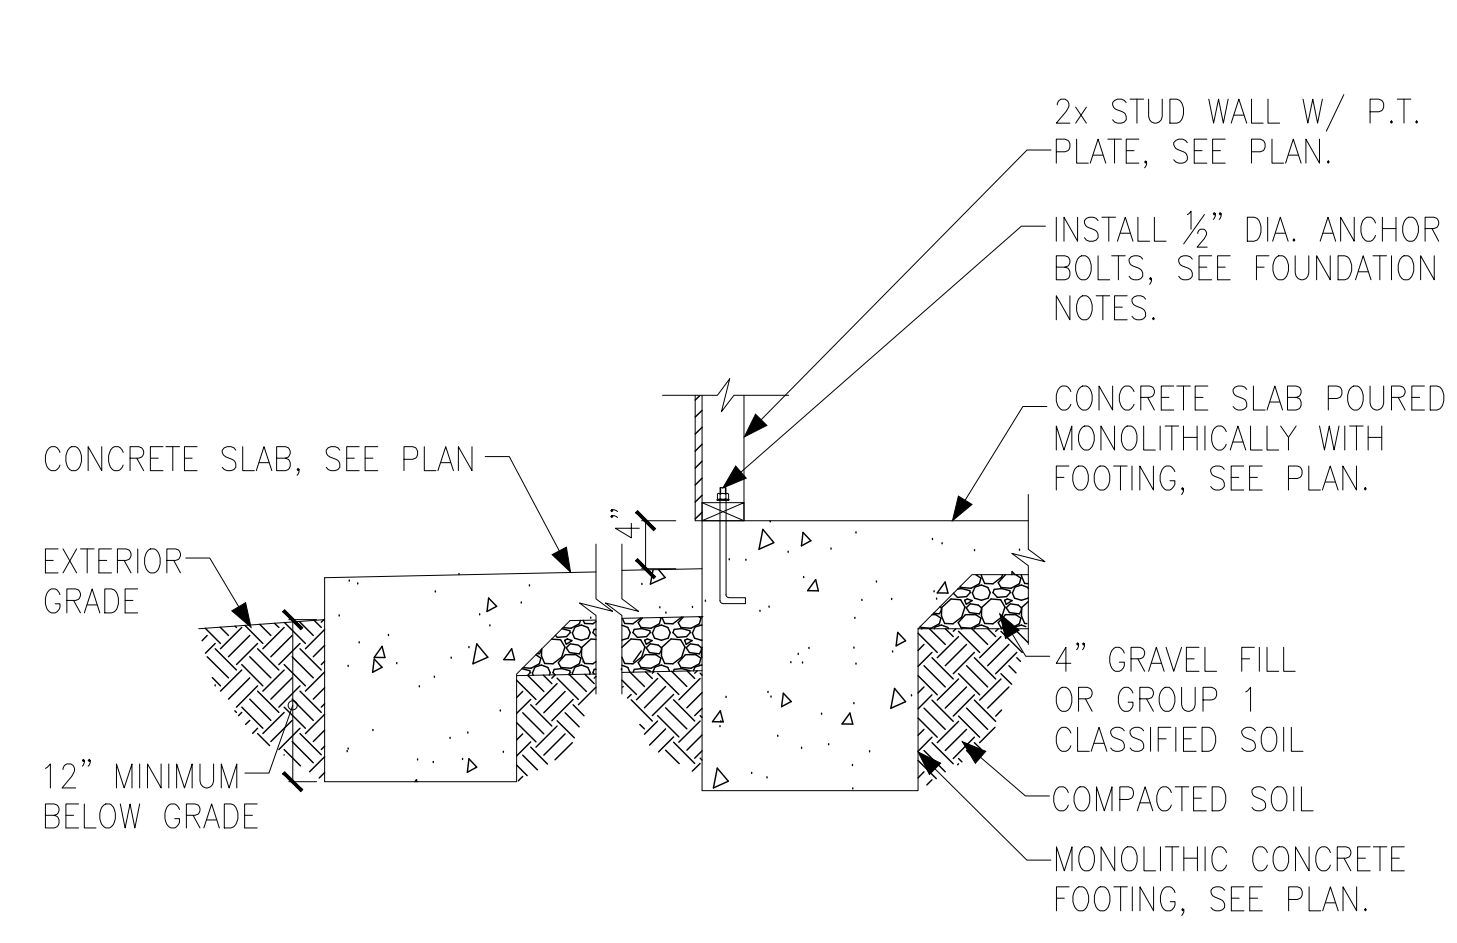 2x STUD WALL W/ P.T.
PLATE, SEE PLAN.
INSTALL ½” DIA. ANCHOR
BOLTS, SEE FOUNDATION
NOTES.
CONCRETE SLAB POURED
MONOLITHICALLY WITH
FOOTING, SEE PLAN.
CONCRETE SLAB, SEE PLAN
4”
EXTERIOR
GRADE
12” MINIMUM
BELOW GRADE
4” GRAVEL FILL
OR GROUP 1
CLASSIFIED SOIL
COMPACTED SOIL
MONOLITHIC CONCRETE
FOOTING, SEE PLAN.